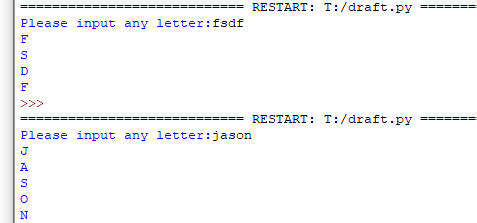 ============================ RESTART: T:/draft.py =======
Please input any letter:fsdf
F
S
D
F
>>>
============================ RESTART: T:/draft.py =======
Please input any letter:jason
J
A
S
O
N